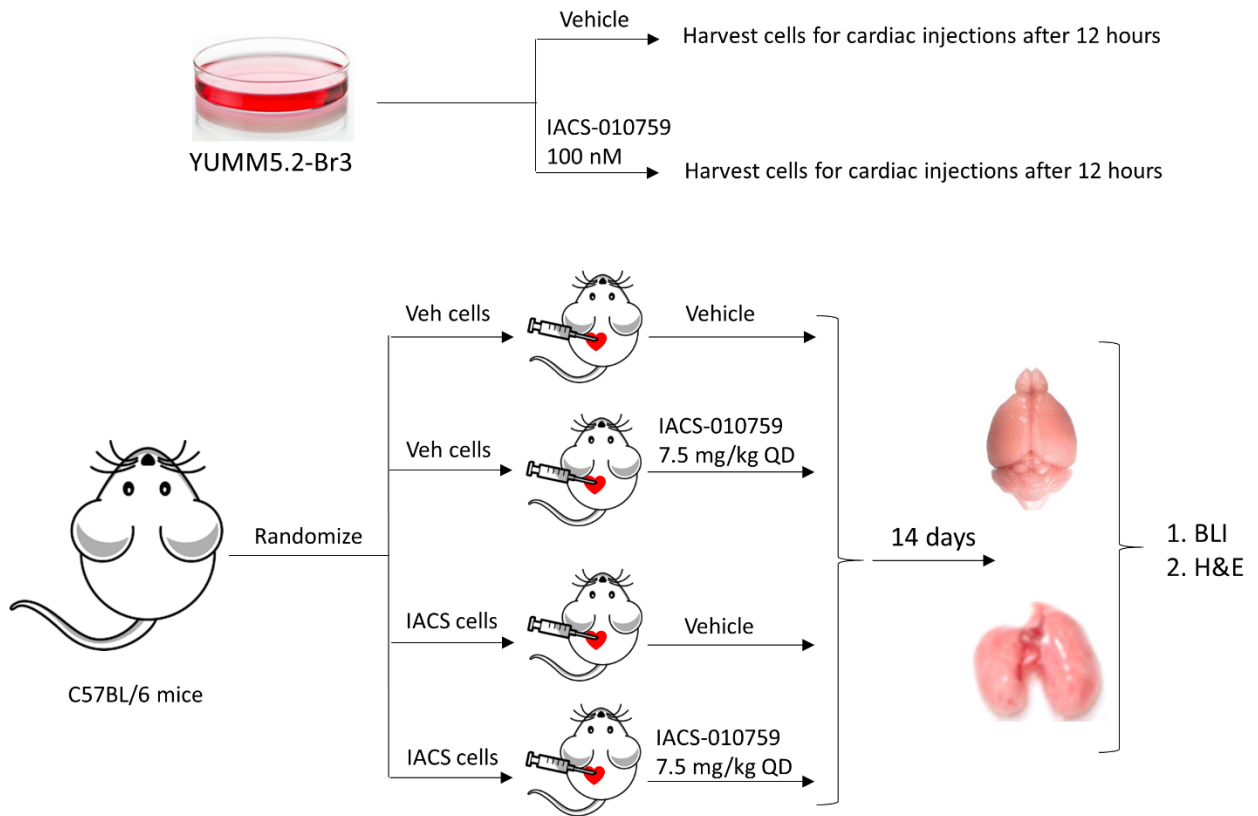 Vehicle
Harvest cells for cardiac injections after 12 hours
YUMM5.2-Br3
IACS-010759
100 nM
Harvest cells for cardiac injections after 12 hours
Veh cells
Vehicle
Veh cells
IACS-010759
7.5 mg/kg QD
Randomize
14 days
1. BLI
2. H&E
IACS cells
Vehicle
C57BL/6 mice
IACS cells
IACS-010759
7.5 mg/kg QD